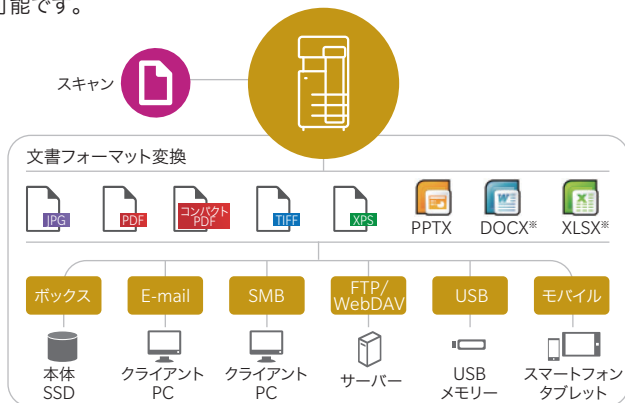 可能です。
スキャン
文書フォーマット変換
JPG
PDF
コンパクト
PDF
TIFF
XPS
PPTX
DOCX※
XLSX※
ボックス
E-mail
SMB
FTP/
WebDAV
USB
モバイル
本体
SSD
クライアント
PC
クライアント
PC
サーバー
USB
メモリー
スマートフォン
タブレット